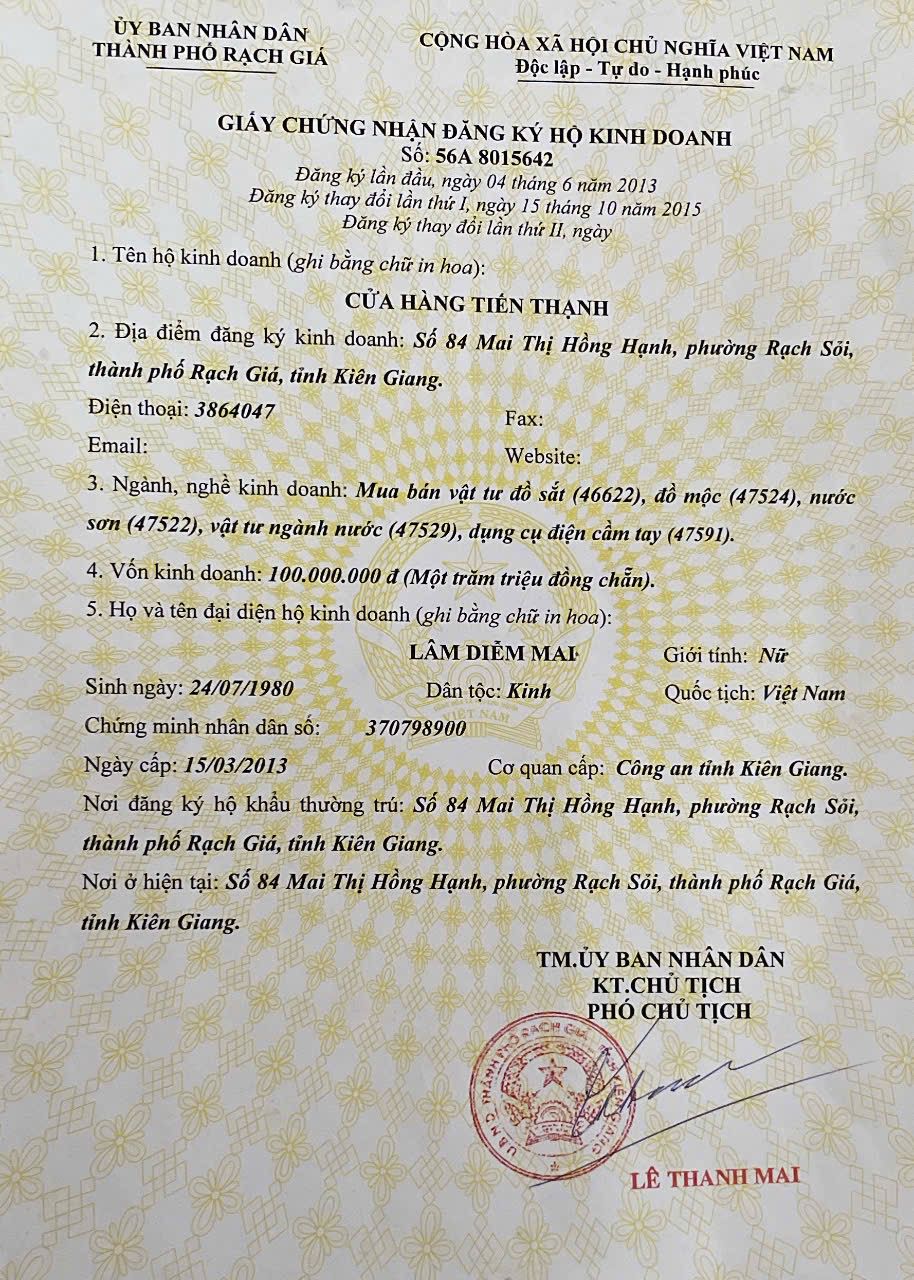 ỦY BAN NHÂN DÂN
THÀNH PHỐ RẠCH GIÁ
CỘNG HÒA XÃ HỘI CHỦ NGHĨA VIỆT NAM
Độc lập - Tự do - Hạnh phúc
GIẤY CHỨNG NHẬN ĐĂNG KÝ HỘ KINH DOANH
Số: 56A 8015642
Đăng ký lần đầu, ngày 04 tháng 6 năm 2013
Đăng ký thay đổi lần thứ I, ngày 15 tháng 10 năm 2015
Đăng ký thay đổi lần thứ II, ngày
1. Tên hộ kinh doanh (ghi bằng chữ in hoa):
CỬA HÀNG TIẾN THẠNH
2. Địa điểm đăng ký kinh doanh: Số 84 Mai Thị Hồng Hạnh, phường Rạch Sỏi,
thành phố Rạch Giá, tỉnh Kiên Giang.
Điện thoại: 3864047
Fax:
Email:
Website:
3. Ngành, nghề kinh doanh: Mua bán vật tư đồ sắt (46622), đồ mộc (47524), nước
sơn (47522), vật tư ngành nước (47529), dụng cụ điện cầm tay (47591).
4. Vốn kinh doanh: 100.000.000 đ (Một trăm triệu đồng chẵn).
5. Họ và tên đại diện hộ kinh doanh (ghi bằng chữ in hoa):
LÂM DIỄM MAI Giới tính: Nữ
Sinh ngày: 24/07/1980 Dân tộc: Kinh Quốc tịch: Việt Nam
VIỆT NAM
Chứng minh nhân dân số: 370798900
Ngày cấp: 15/03/2013 Cơ quan cấp: Công an tỉnh Kiên Giang.
Nơi đăng ký hộ khẩu thường trú: Số 84 Mai Thị Hồng Hạnh, phường Rạch Sỏi,
thành phố Rạch Giá, tỉnh Kiên Giang.
Nơi ở hiện tại: Số 84 Mai Thị Hồng Hạnh, phường Rạch Sỏi, thành phố Rạch Giá,
tỉnh Kiên Giang.
TM.ỦY BAN NHÂN DÂN
KT.CHỦ TỊCH
PHÓ CHỦ TỊCH
U.B.N.D THÀNH PHỐ RẠCH GIÁ KIÊN GIANG
LÊ THANH MAI